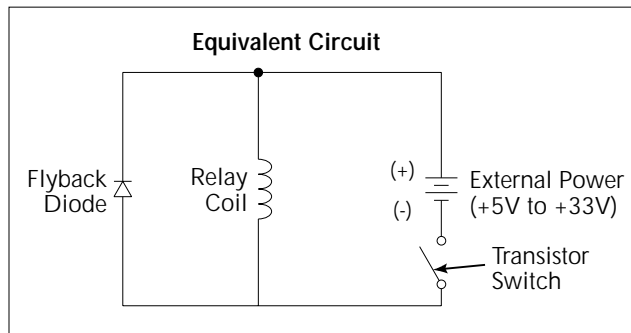 Equivalent Circuit
Flyback
Diode
Relay
Coil
(+)
(-)
External Power
(+5V to +33V)
Transistor
Switch